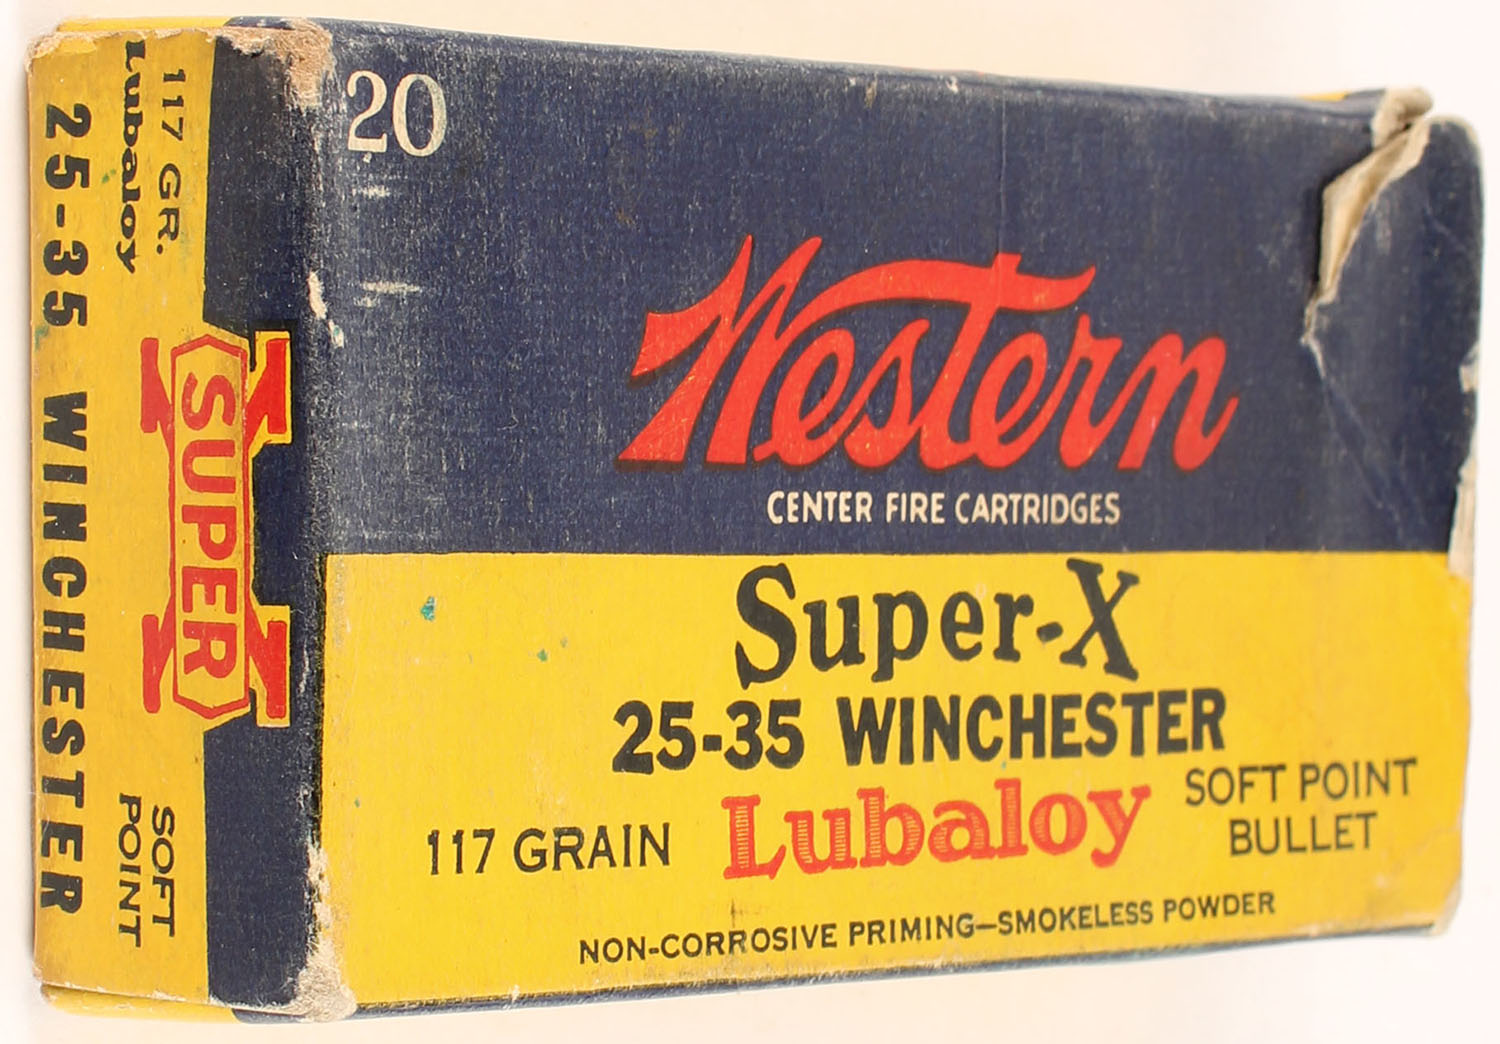 20
Western
CENTER FIRE CARTRIDGES
Super-X
25-35 WINCHESTER
117 GRAIN Lubaloy SOFT POINT BULLET
NON-CORROSIVE PRIMING—SMOKELESS POWDER
117 GR.
Lubaloy
SUPER X
SOFT
POINT
25-35 WINCHESTER